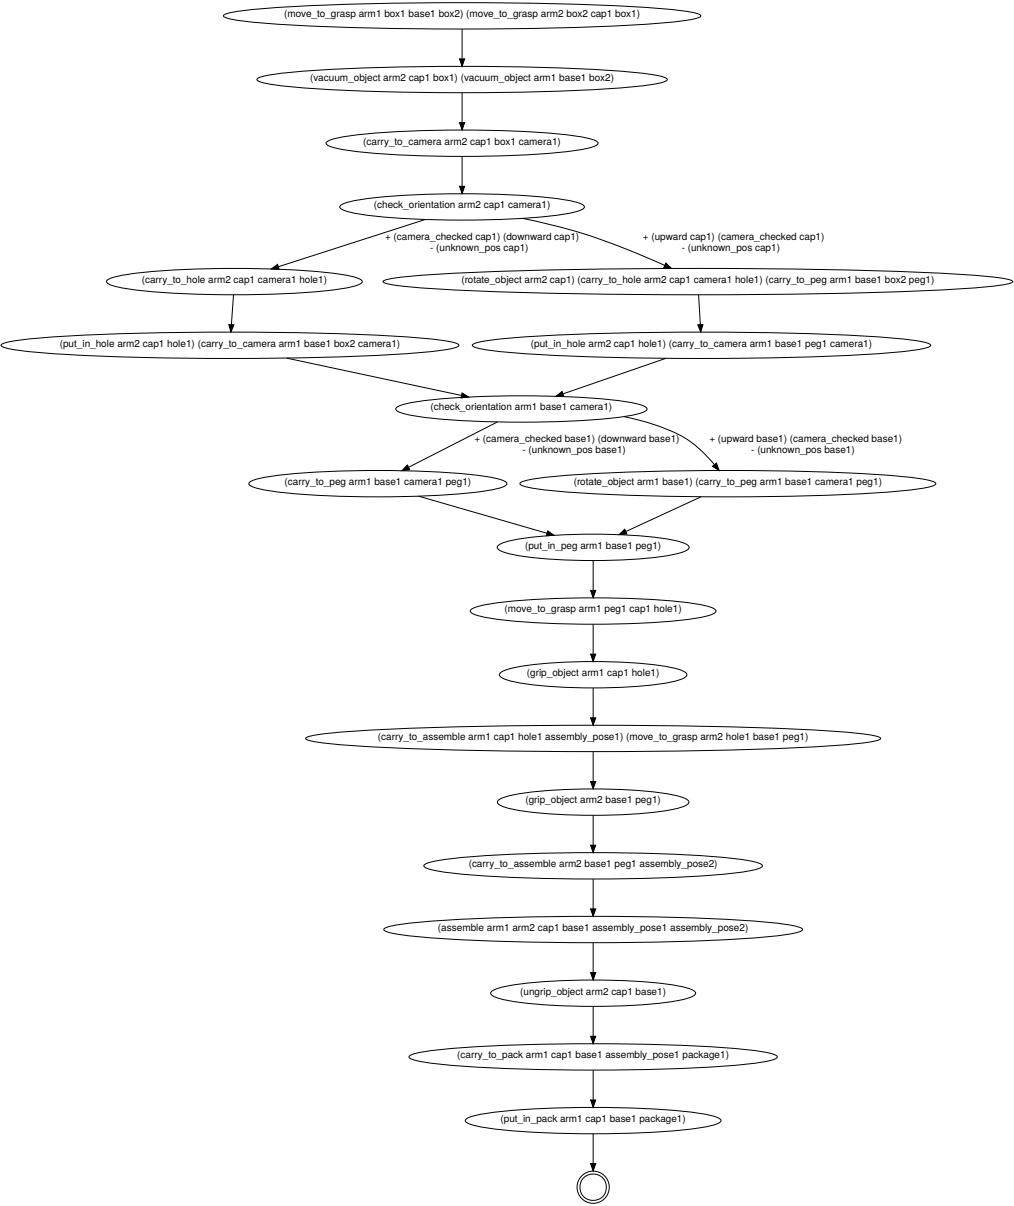 (move_to_grasp arm1 box1 base1 box2) (move_to_grasp arm2 box2 cap1 box1)
(vacuum_object arm2 cap1 box1) (vacuum_object arm1 base1 box2)
(carry_to_camera arm2 cap1 box1 camera1)
(check_orientation arm2 cap1 camera1)
+ (camera_checked cap1) (downward cap1)
- (unknown_pos cap1)
+ (upward cap1) (camera_checked cap1)
- (unknown_pos cap1)
(carry_to_hole arm2 cap1 camera1 hole1)
(rotate_object arm2 cap1) (carry_to_hole arm2 cap1 camera1 hole1) (carry_to_peg arm1 base1 box2 peg1)
(put_in_hole arm2 cap1 hole1) (carry_to_camera arm1 base1 box2 camera1)
(put_in_hole arm2 cap1 hole1) (carry_to_camera arm1 base1 peg1 camera1)
(check_orientation arm1 base1 camera1)
+ (camera_checked base1) (downward base1)
- (unknown_pos base1)
+ (upward base1) (camera_checked base1)
- (unknown_pos base1)
(carry_to_peg arm1 base1 camera1 peg1)
(rotate_object arm1 base1) (carry_to_peg arm1 base1 camera1 peg1)
(put_in_peg arm1 base1 peg1)
(move_to_grasp arm1 peg1 cap1 hole1)
(grip_object arm1 cap1 hole1)
(carry_to_assemble arm1 cap1 hole1 assembly_pose1) (move_to_grasp arm2 hole1 base1 peg1)
(grip_object arm2 base1 peg1)
(carry_to_assemble arm2 base1 peg1 assembly_pose2)
(assemble arm1 arm2 cap1 base1 assembly_pose1 assembly_pose2)
(ungrip_object arm2 cap1 base1)
(carry_to_pack arm1 cap1 base1 assembly_pose1 package1)
(put_in_pack arm1 cap1 base1 package1)